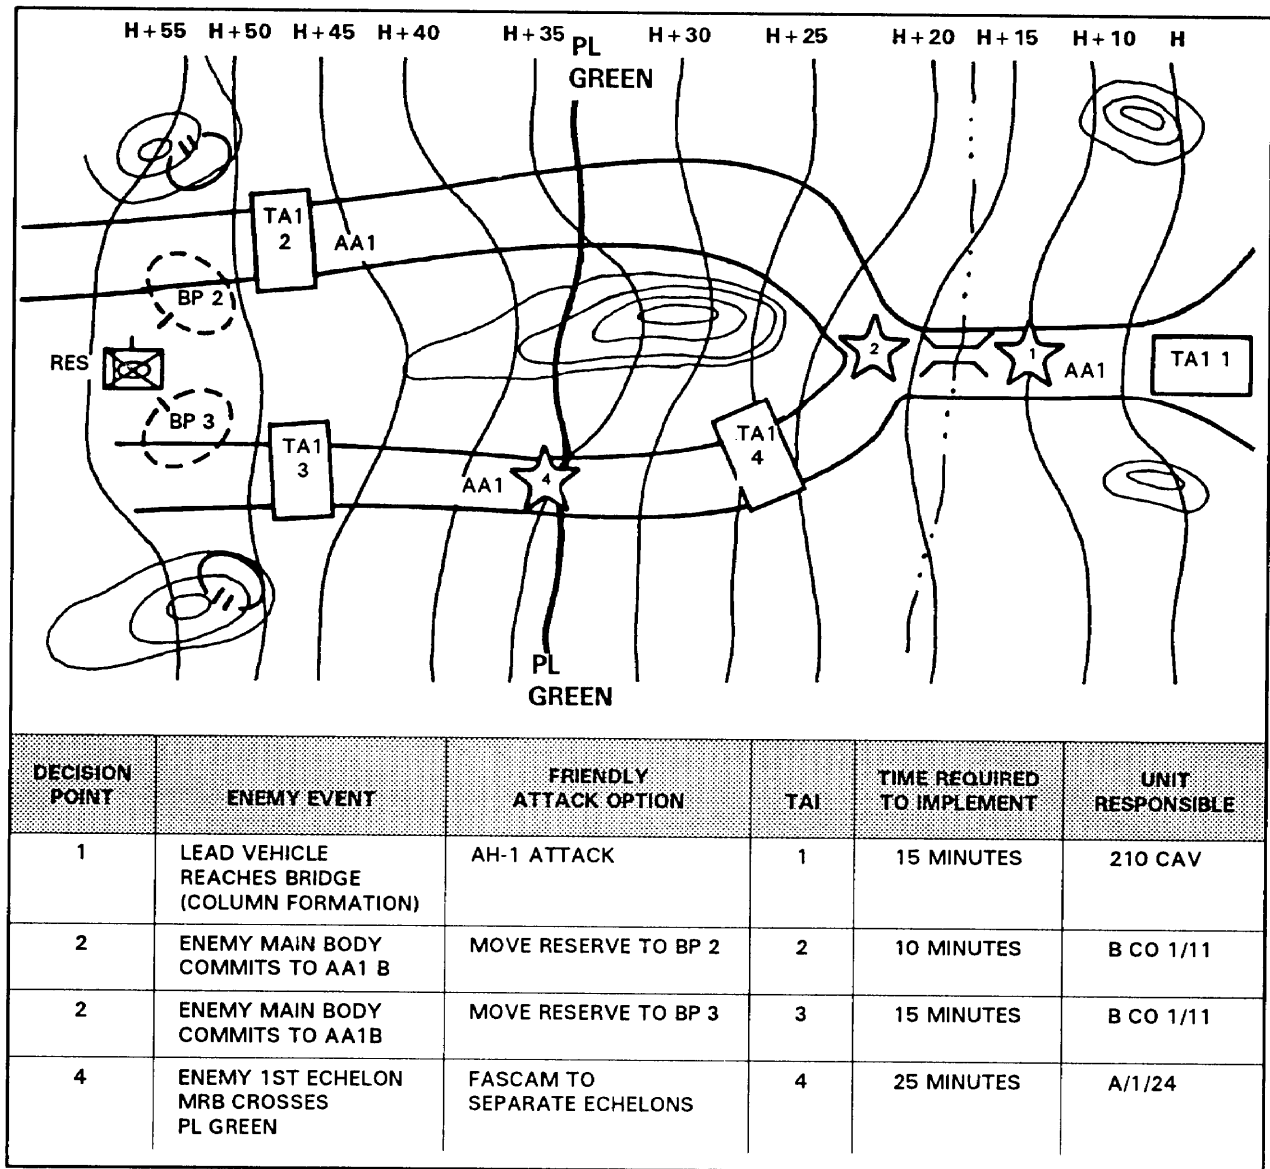 H + 55 H + 50 H + 45 H + 40 H + 35 PL GREEN H + 30 H + 25 H + 20 H + 15 H + 10 H
TA1 2
AA1
BP 2
RES
2
1
AA1
TA1 1
BP 3
TA1 3
AA1
4
TA1 4
PL
GREEN
DECISION POINT ENEMY EVENT FRIENDLY ATTACK OPTION TAI TIME REQUIRED TO IMPLEMENT UNIT RESPONSIBLE
1 LEAD VEHICLE AH-1 ATTACK 1 15 MINUTES 210 CAV
REACHES BRIDGE
(COLUMN FORMATION)
2 ENEMY MAIN BODY MOVE RESERVE TO BP 2 2 10 MINUTES B CO 1/11
COMMITS TO AA1 B
2 ENEMY MAIN BODY MOVE RESERVE TO BP 3 3 15 MINUTES B CO 1/11
COMMITS TO AA1B
4 ENEMY 1ST ECHELON FASCAM TO 4 25 MINUTES A/1/24
MRB CROSSES SEPARATE ECHELONS
PL GREEN